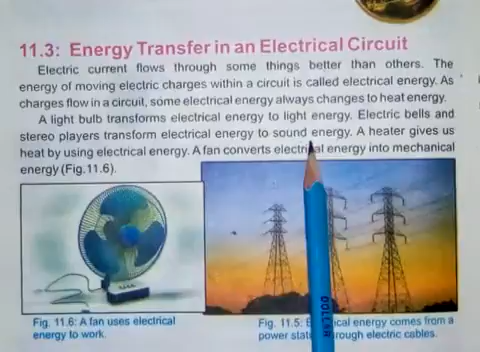 11.3: Energy Transfer in an Electrical Circuit
Electric current flows through some things better than others. The
energy of moving electric charges within a circuit is called electrical energy. As
charges flow in a circuit, some electrical energy always changes to heat energy.
A light bulb transforms electrical energy to light energy. Electric bells and
stereo players transform electrical energy to sound energy. A heater gives us
heat by using electrical energy. A fan converts electrical energy into mechanical
energy (Fig.11.6).
Fig. 11.6: A fan uses electrical
energy to work.
Fig. 11.5: E ical energy comes from a
power stati rough electric cables.
DOLLAR